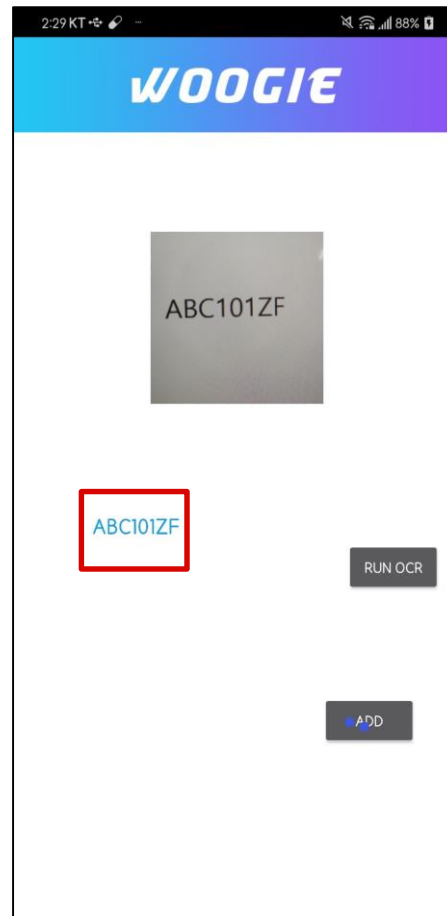 2:29 KT 88%
WOOGIE
ABC101ZF
ABC101ZF
RUN OCR
ADD